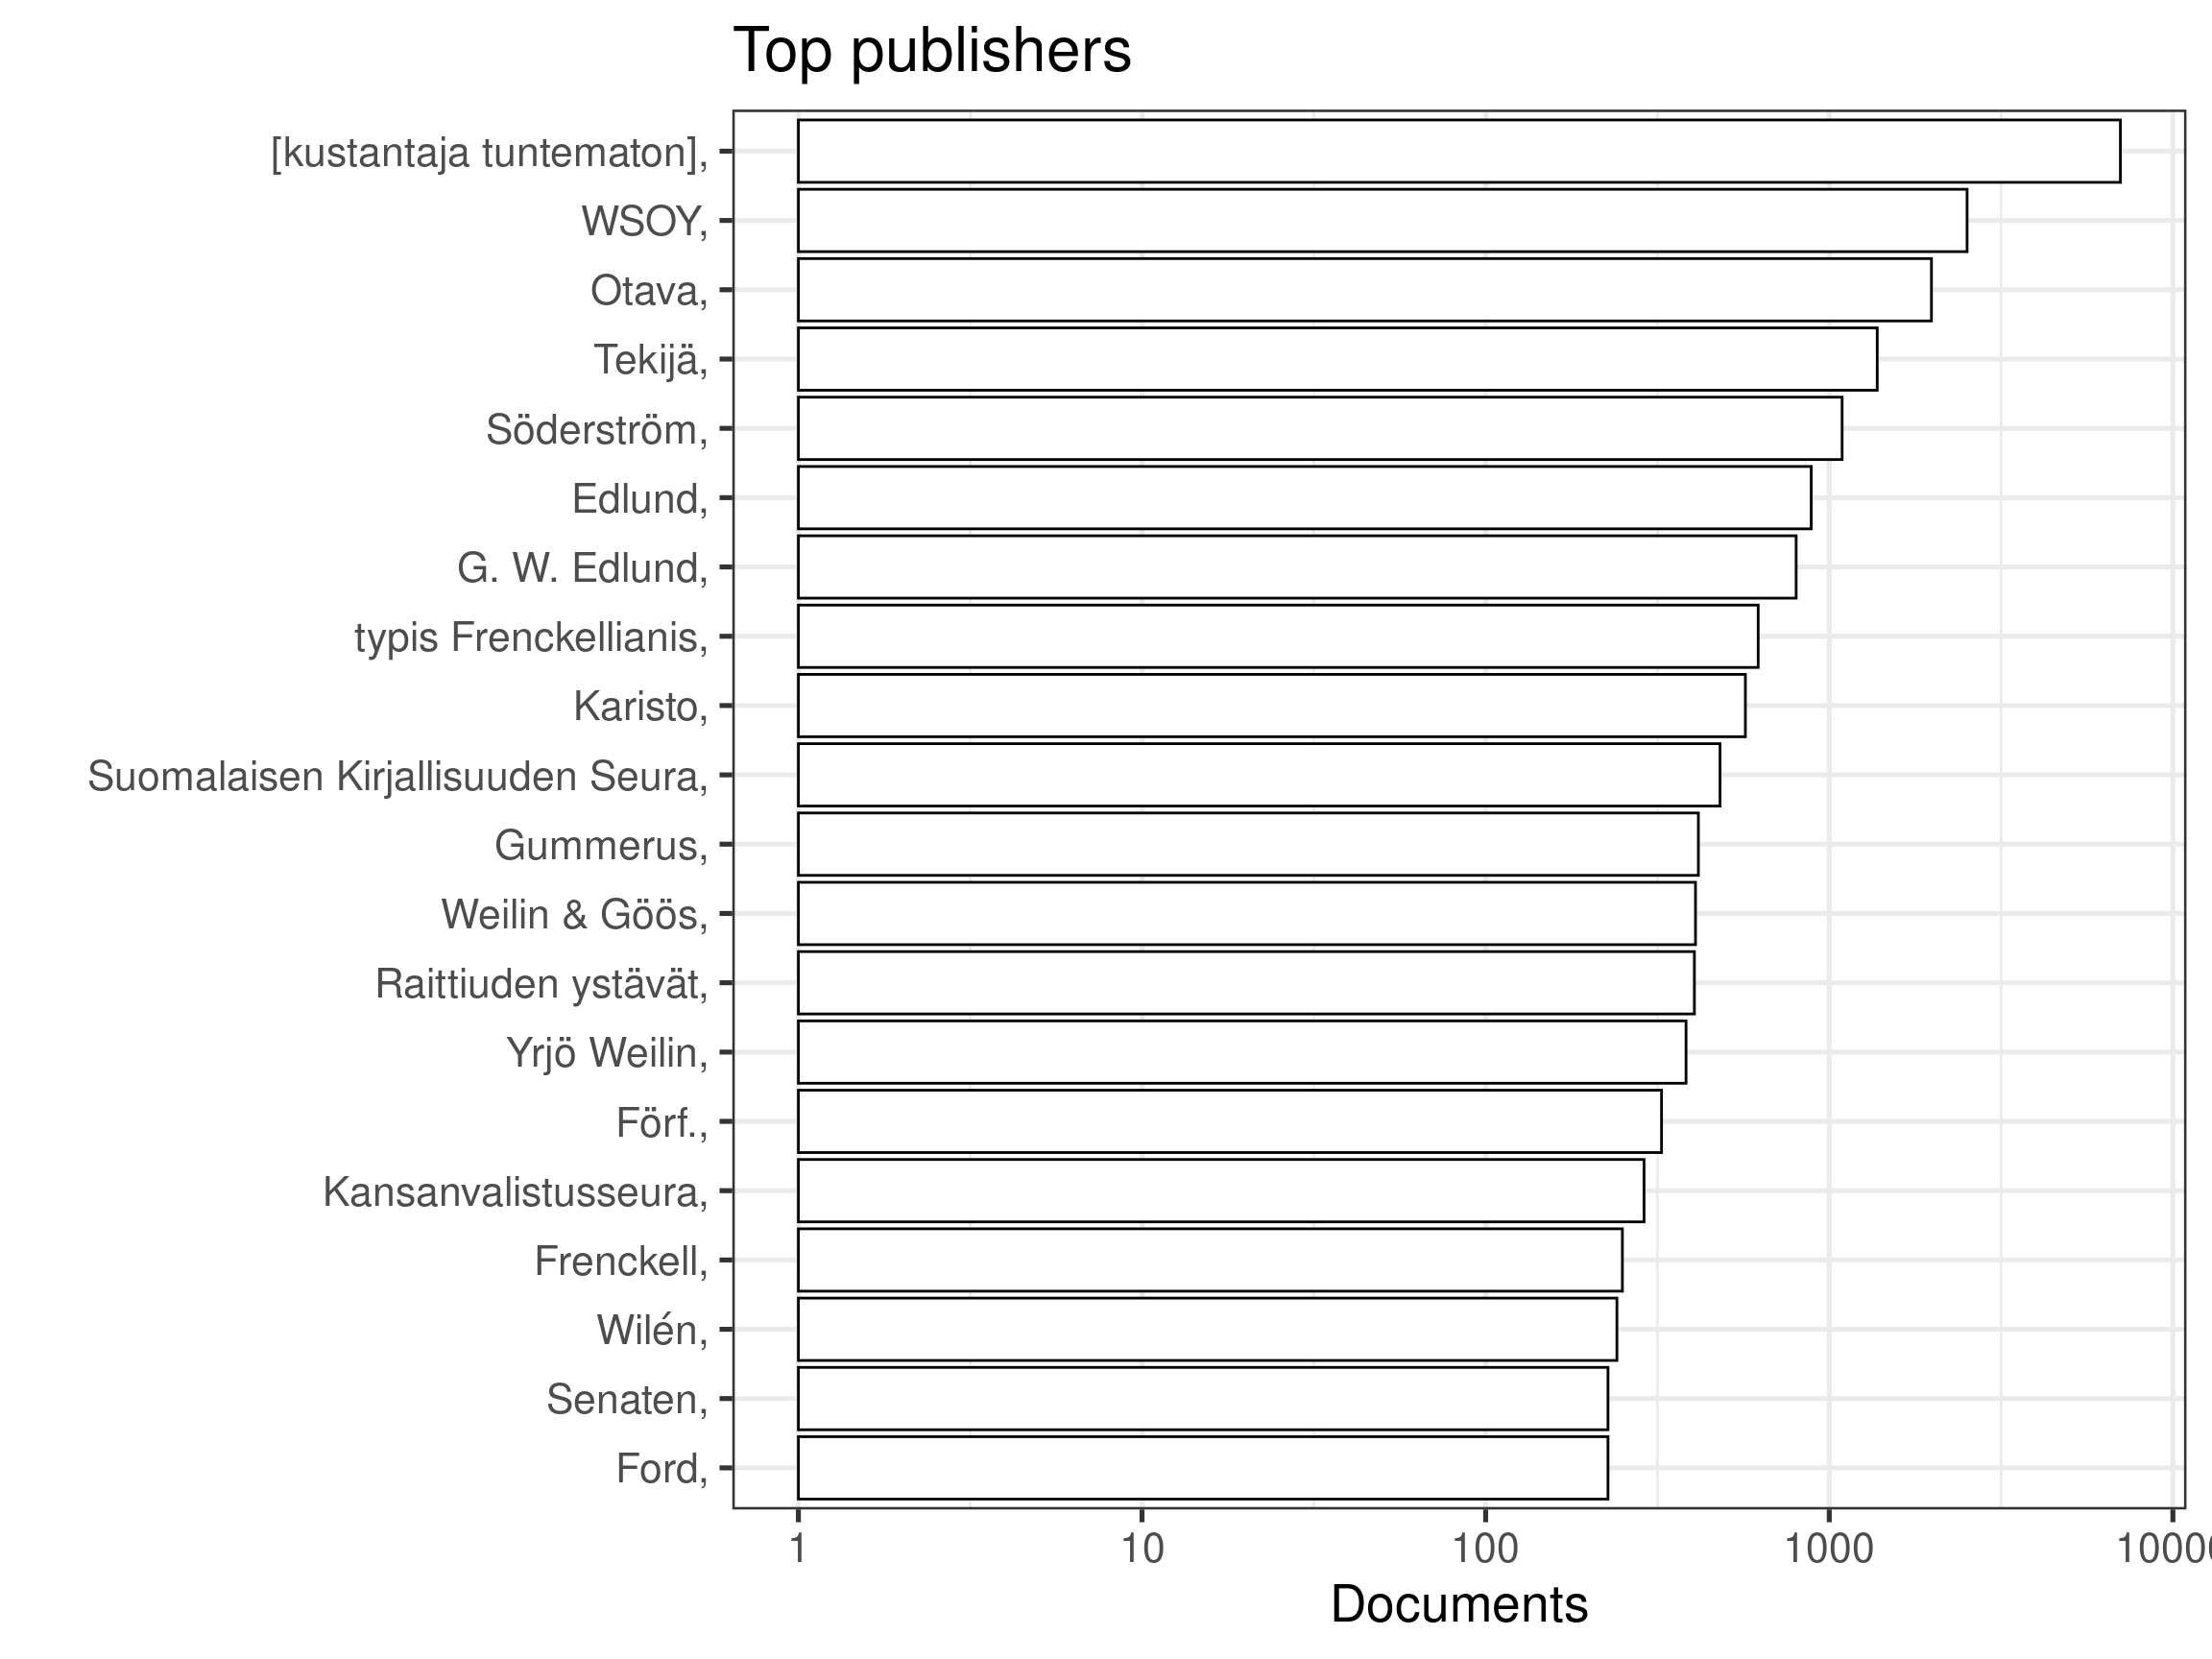 Top publishers
[kustantaja tuntematon],
WSOY,
Otava,
Tekijä,
Söderström,
Edlund,
G. W. Edlund,
typis Frenckellianis,
Karisto,
Suomalaisen Kirjallisuuden Seura,
Gummerus,
Weilin & Göös,
Raittiuden ystävät,
Yrjö Weilin,
Förf.,
Kansanvalistusseura,
Frenckell,
Wilén,
Senaten,
Ford,
1 10 100 1000 10000
Documents